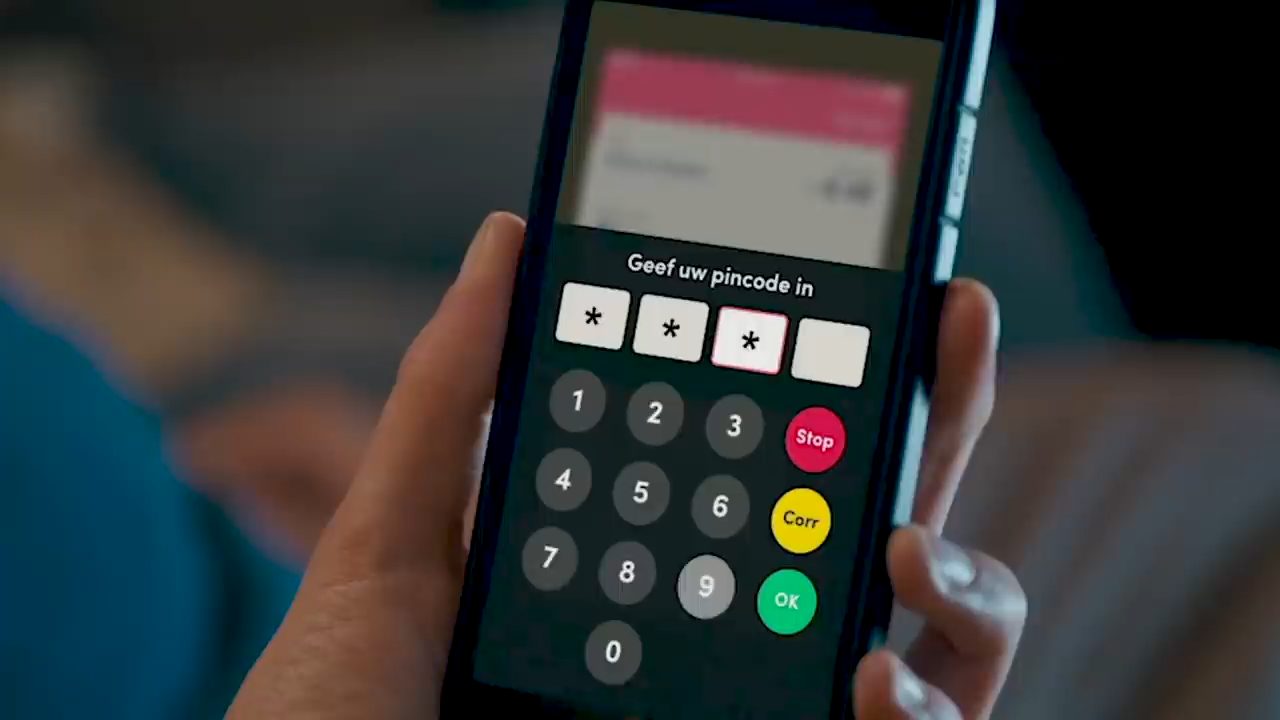 Geef uw pincode in
* * *
1 2 3 Stop
4 5 6 Corr
7 8 9 OK
0